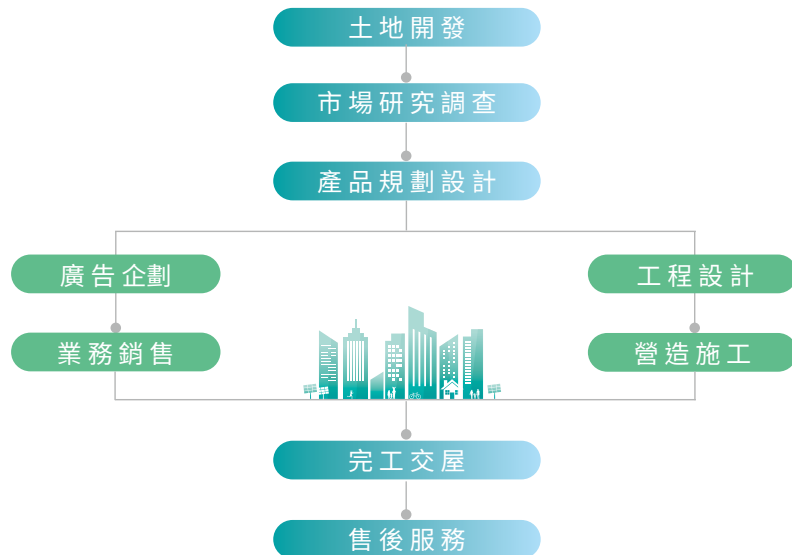 土地開發
市場研究調查
產品規劃設計
廣告企劃
工程設計
業務銷售
營造施工
完工交屋
售後服務